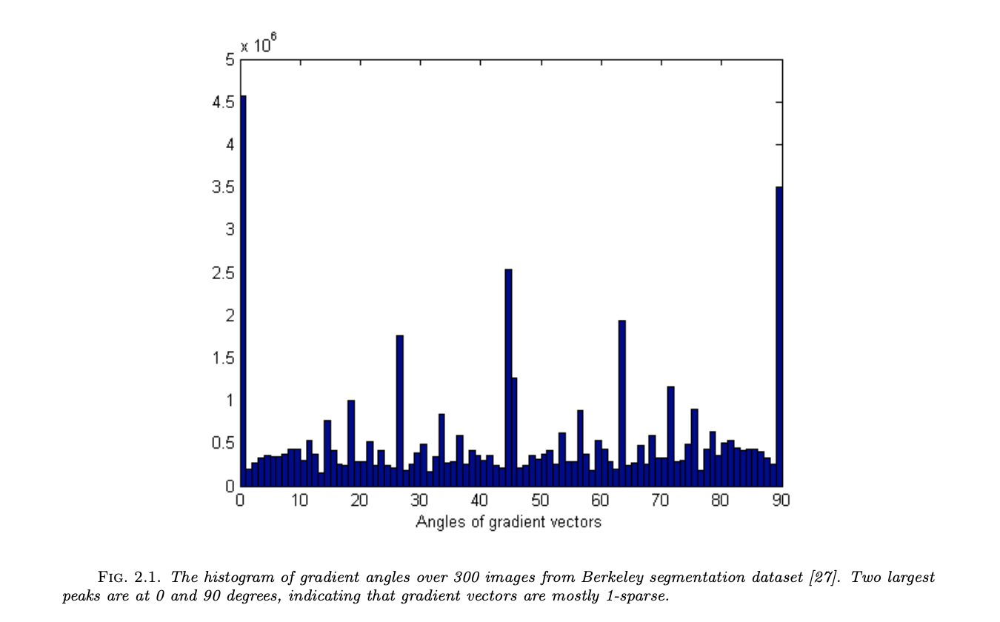 x 10^6
5
4.5
4
3.5
3
2.5
2
1.5
1
0.5
0
0 10 20 30 40 50 60 70 80 90
Angles of gradient vectors
FIG. 2.1. The histogram of gradient angles over 300 images from Berkeley segmentation dataset [27]. Two largest
peaks are at 0 and 90 degrees, indicating that gradient vectors are mostly 1-sparse.